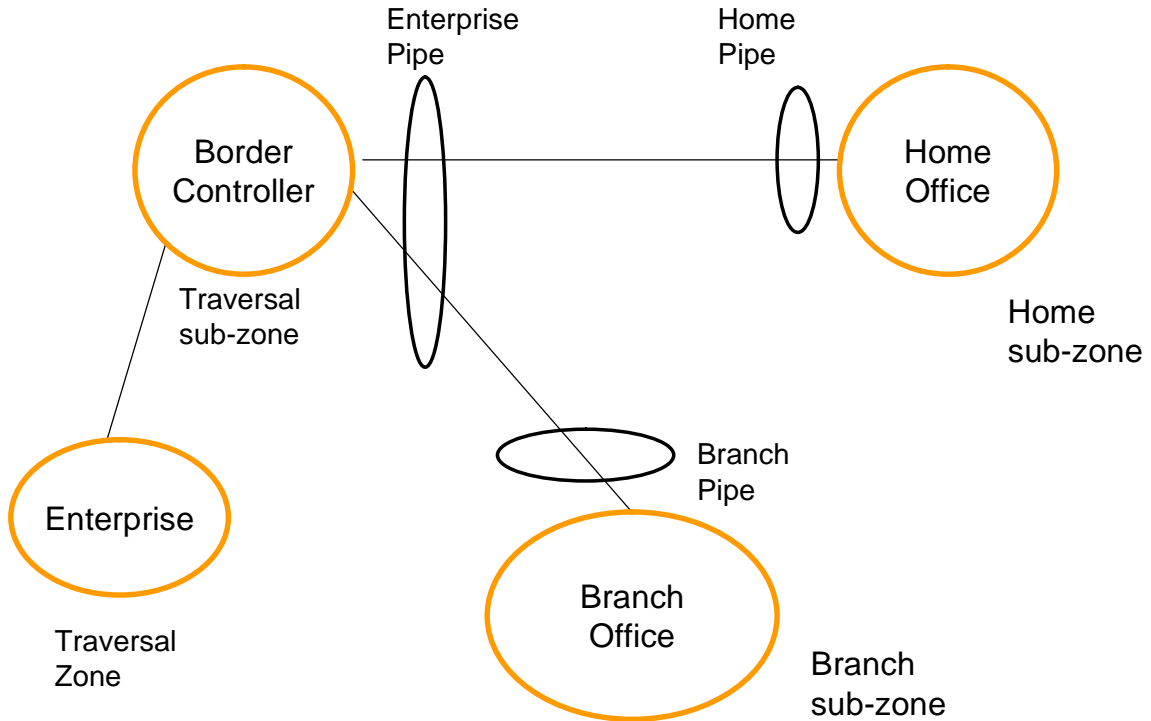 Enterprise
Pipe
Home
Pipe
Border
Controller
Home
Office
Traversal
sub-zone
Home
sub-zone
Branch
Pipe
Enterprise
Branch
Office
Traversal
Zone
Branch
sub-zone